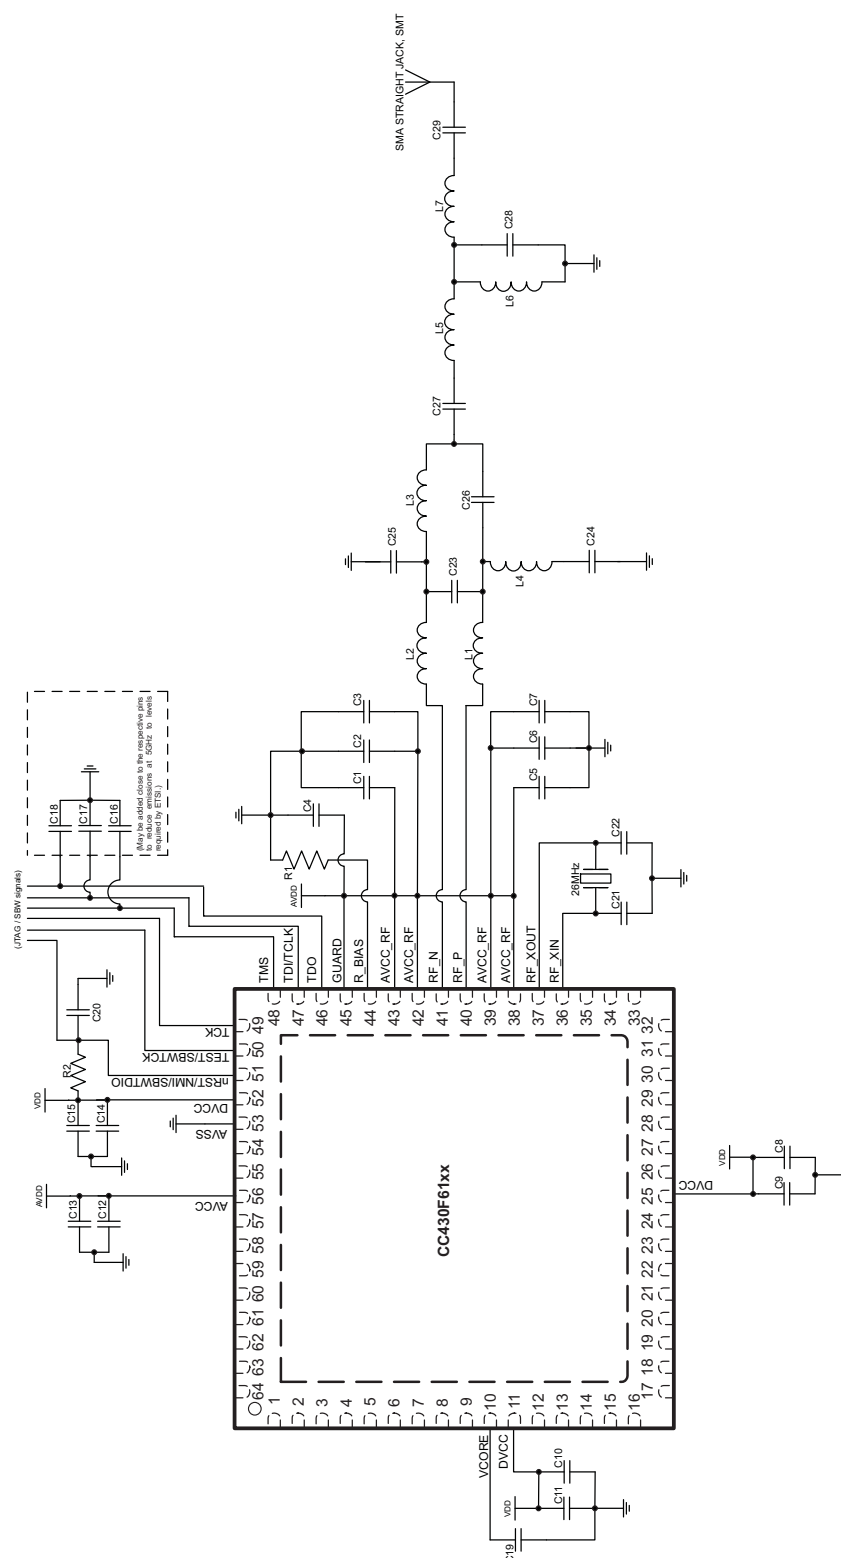 SMA STRAIGHT JACK, SMT
C29
L7
C28
L6
L5
C27
L3
C26
C25
C23
C24
L4
L2
L1
C3
C2
C1
C4
R1
AVDD
C7
C6
C5
C22
C21
26MHz
C18
C17
C16
(May be added close to the respective pins
to reduce emissions at 5GHz to levels
required by ETSI.)
(JTAG / SBW signals)
C20
R2
VDD
C15
C14
AVDD
C13
C12
TMS
TDI/TCLK
TDO
GUARD
R_BIAS
AVCC_RF
AVCC_RF
RF_N
RF_P
AVCC_RF
AVCC_RF
RF_XOUT
RF_XIN
48
47
46
45
44
43
42
41
40
39
38
37
36
35
34
33
TCK
TEST/SBWTCK
nRST/NMI/SBWTDIO
DVCC
AVSS
AVCC
49
50
51
52
53
54
55
56
57
58
59
60
61
62
63
64
CC430F61xx
32
31
30
29
28
27
26
25
24
23
22
21
20
19
18
17
DVCC
VDD
C8
C9
1
2
3
4
5
6
7
8
9
10
11
12
13
14
15
16
VCORE
DVCC
VDD
C10
C11
C19